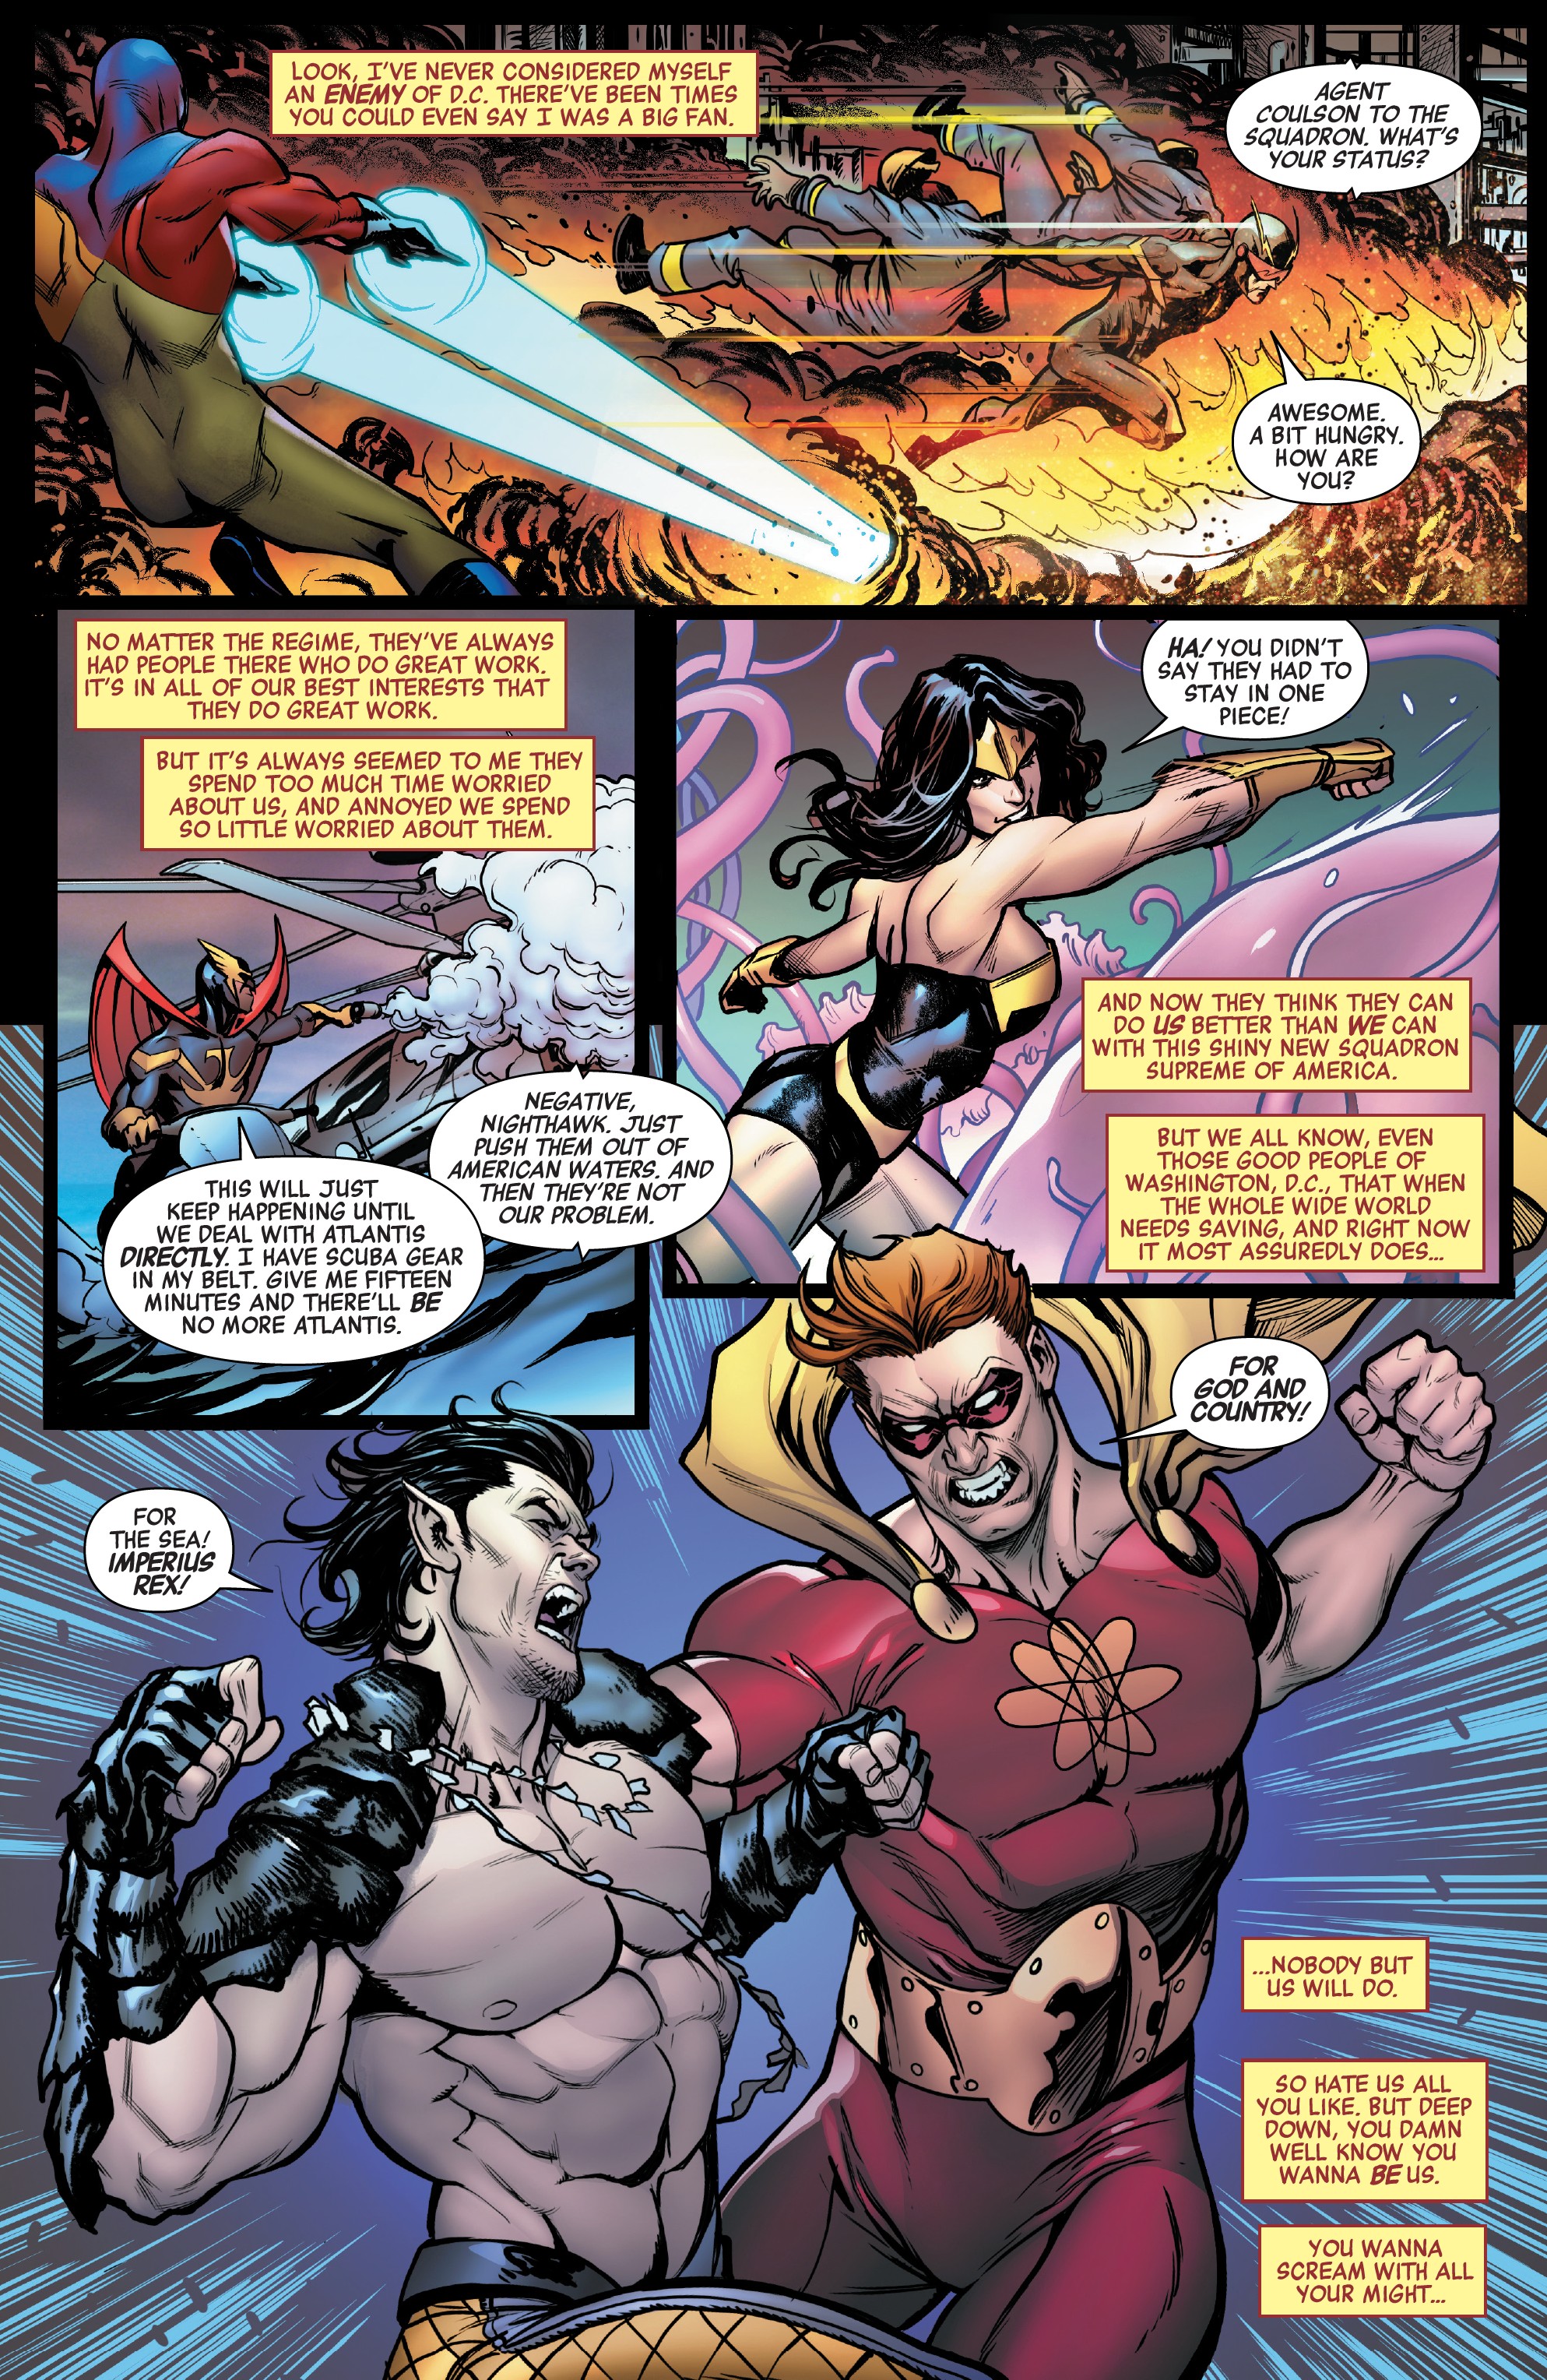 LOOK, I'VE NEVER CONSIDERED MYSELF
AN ENEMY OF D.C. THERE'VE BEEN TIMES
YOU COULD EVEN SAY I WAS A BIG FAN.
AGENT
COULSON TO THE
SQUADRON. WHAT'S
YOUR STATUS?
AWESOME.
A BIT HUNGRY.
HOW ARE
YOU?
NO MATTER THE REGIME, THEY'VE ALWAYS
HAD PEOPLE THERE WHO DO GREAT WORK.
IT'S IN ALL OF OUR BEST INTERESTS THAT
THEY DO GREAT WORK.
BUT IT'S ALWAYS SEEMED TO ME THEY
SPEND TOO MUCH TIME WORRIED
ABOUT US, AND ANNOYED WE SPEND
SO LITTLE WORRIED ABOUT THEM.
THIS WILL JUST
KEEP HAPPENING UNTIL
WE DEAL WITH ATLANTIS
DIRECTLY. I HAVE SCUBA GEAR
IN MY BELT. GIVE ME FIFTEEN
MINUTES AND THERE'LL BE
NO MORE ATLANTIS.
NEGATIVE,
NIGHTHAWK. JUST
PUSH THEM OUT OF
AMERICAN WATERS. AND
THEN THEY'RE NOT
OUR PROBLEM.
HA! YOU DIDN'T
SAY THEY HAD TO
STAY IN ONE
PIECE!
AND NOW THEY THINK THEY CAN
DO US BETTER THAN WE CAN
WITH THIS SHINY NEW SQUADRON
SUPREME OF AMERICA.
BUT WE ALL KNOW, EVEN
THOSE GOOD PEOPLE OF
WASHINGTON, D.C., THAT WHEN
THE WHOLE WIDE WORLD
NEEDS SAVING, AND RIGHT NOW
IT MOST ASSUREDLY DOES...
FOR
GOD AND
COUNTRY!
FOR
THE SEA!
IMPERIUS
REX!
...NOBODY BUT
US WILL DO.
SO HATE US ALL
YOU LIKE. BUT DEEP
DOWN, YOU DAMN
WELL KNOW YOU
WANNA BE US.
YOU WANNA
SCREAM WITH ALL
YOUR MIGHT...